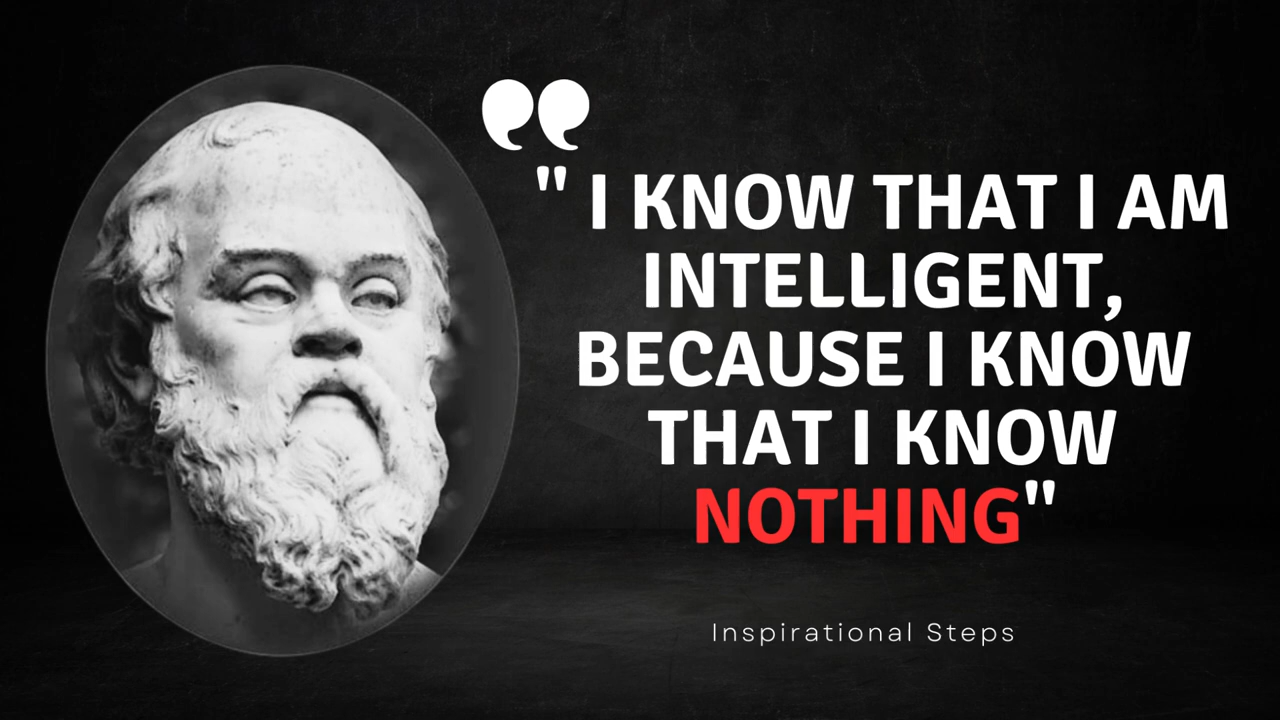 " I KNOW THAT I AM
INTELLIGENT,
BECAUSE I KNOW
THAT I KNOW
NOTHING"
Inspirational Steps